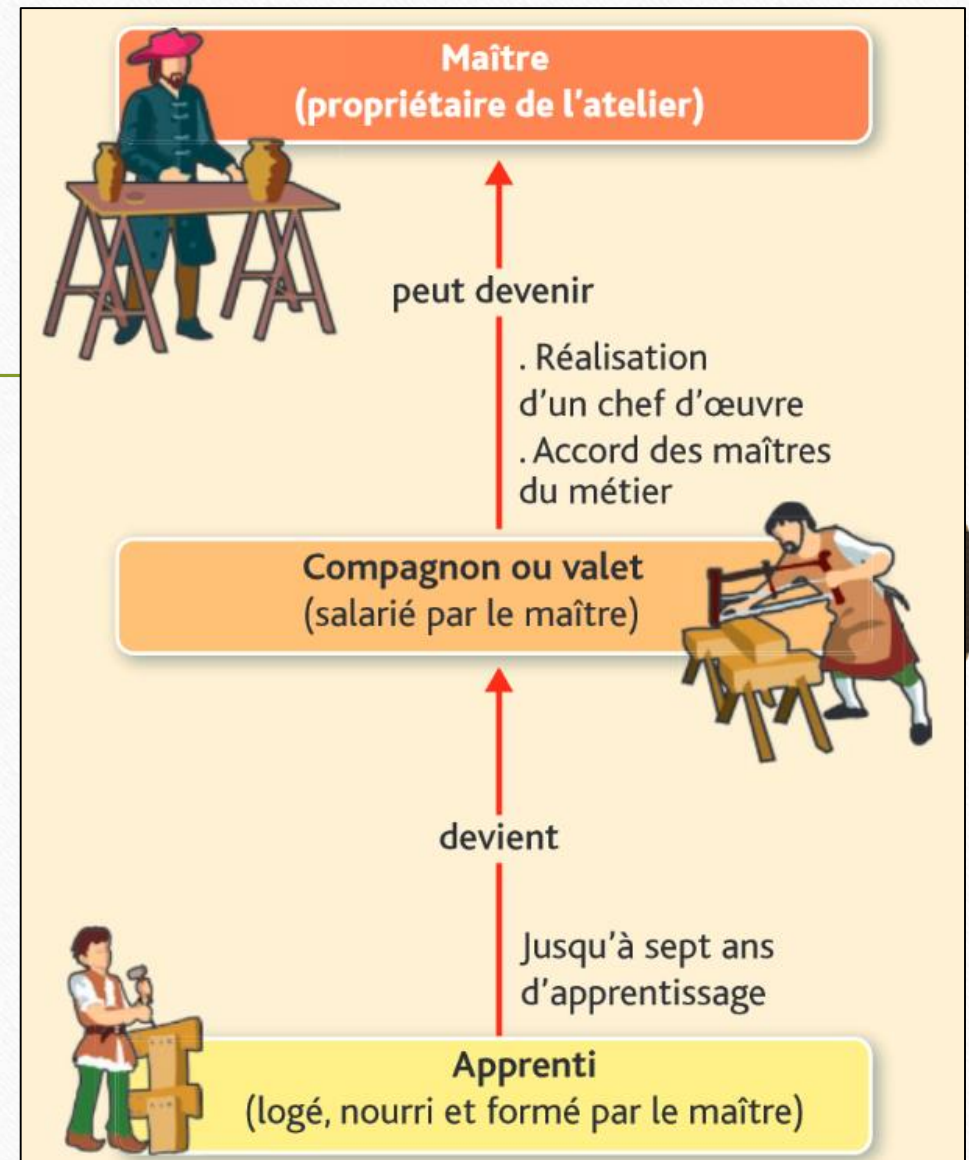 Maître
(propriétaire de l'atelier)
peut devenir
. Réalisation
d'un chef d'œuvre
. Accord des maîtres
du métier
Compagnon ou valet
(salarié par le maître)
devient
Jusqu'à sept ans
d'apprentissage
Apprenti
(logé, nourri et formé par le maître)